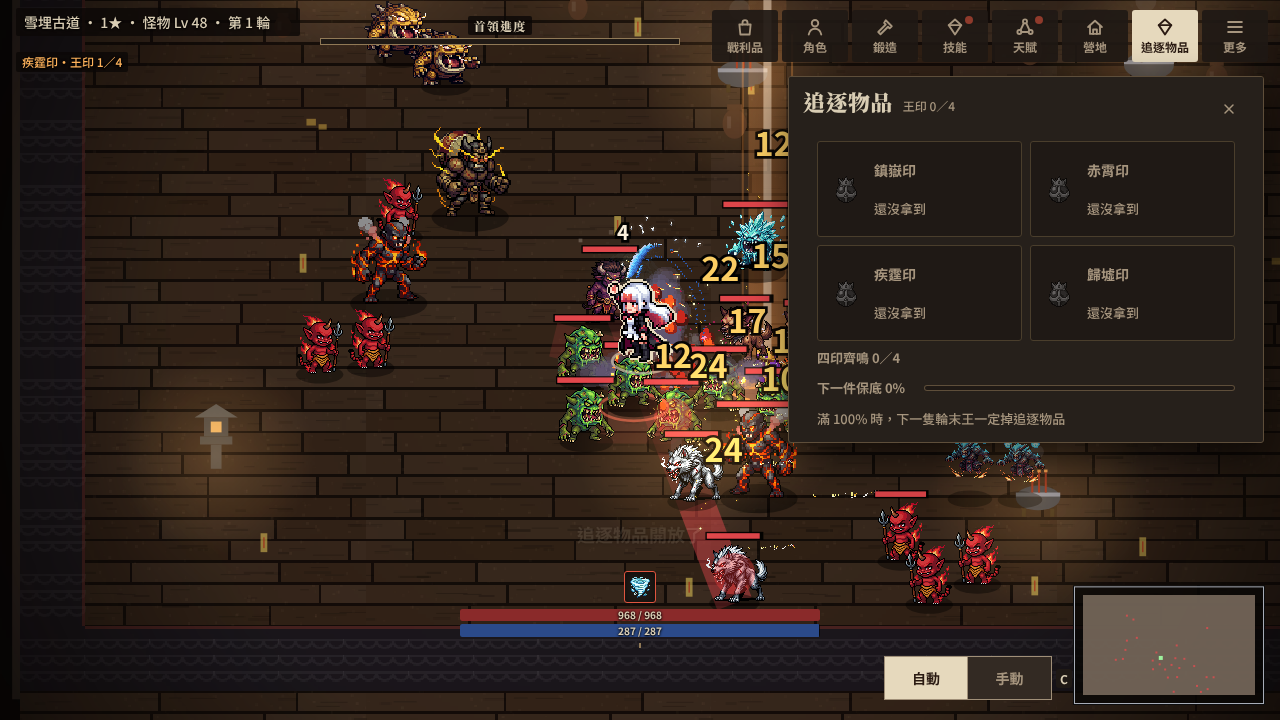 雪埋古道 · 1★ · 怪物 Lv 48 · 第 1 輪
首領進度
疾霆印·王印 1／4
戰利品
角色
鍛造
技能
天賦
營地
追逐物品
更多
追逐物品 王印 0／4
鎮嶽印
還沒拿到
赤霄印
還沒拿到
疾霆印
還沒拿到
歸墟印
還沒拿到
四印齊鳴 0／4
下一件保底 0%
滿 100% 時，下一隻輪末王一定掉追逐物品
12
4
15
22
17
12
24
24
追逐物品開放了
968 / 968
287 / 287
自動
手動
C